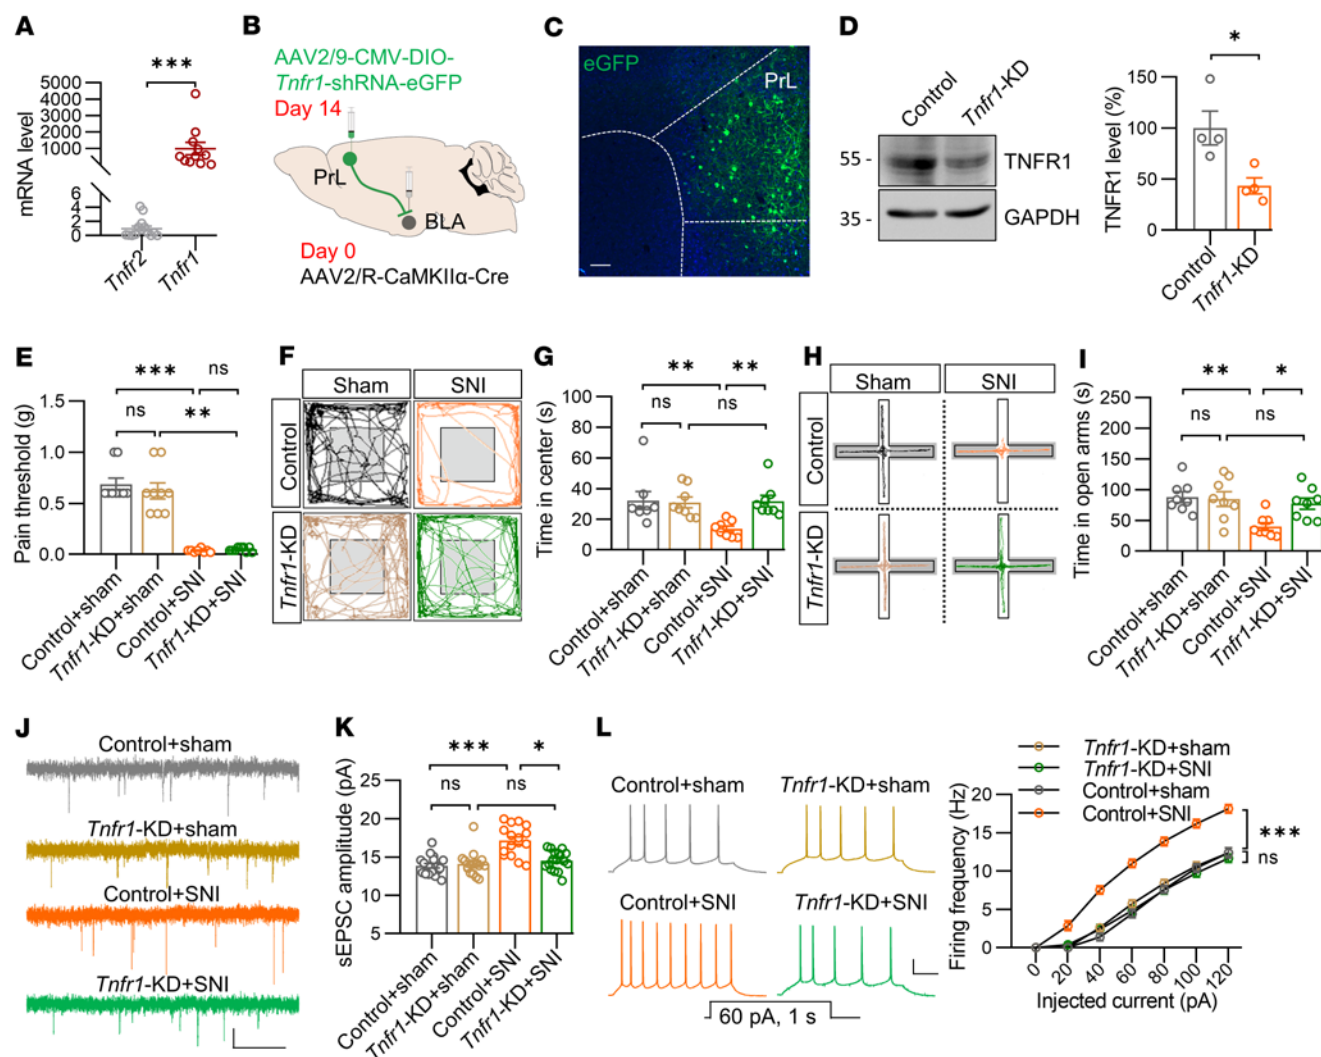 A
mRNA level
5000
4000
3000
2000
1000
6
4
2
0
***
Tnfr2
Tnfr1
B
AAV2/9-CMV-DIO-
Tnfr1-shRNA-eGFP
Day 14
PrL
BLA
Day 0
AAV2/R-CaMKIIα-Cre
C
eGFP
PrL
D
Control
Tnfr1-KD
55 -
TNFR1
35 -
GAPDH
TNFR1 level (%)
150
100
50
0
*
Control
Tnfr1-KD
E
Pain threshold (g)
1.5
1.0
0.5
0.0
***
ns
ns
**
Control+sham
Tnfr1-KD+sham
Control+SNI
Tnfr1-KD+SNI
F
Sham
SNI
Control
Tnfr1-KD
G
Time in center (s)
100
80
60
40
20
0
**
**
ns
ns
Control+sham
Tnfr1-KD+sham
Control+SNI
Tnfr1-KD+SNI
H
Sham
SNI
Control
Tnfr1-KD
I
Time in open arms (s)
250
200
150
100
50
0
**
*
ns
ns
Control+sham
Tnfr1-KD+sham
Control+SNI
Tnfr1-KD+SNI
J
Control+sham
Tnfr1-KD+sham
Control+SNI
Tnfr1-KD+SNI
K
sEPSC amplitude (pA)
25
20
15
10
5
***
*
ns
ns
Control+sham
Tnfr1-KD+sham
Control+SNI
Tnfr1-KD+SNI
L
Control+sham
Tnfr1-KD+sham
Control+SNI
Tnfr1-KD+SNI
60 pA, 1 s
Tnfr1-KD+sham
Tnfr1-KD+SNI
Control+sham
Control+SNI
Firing frequency (Hz)
20
15
10
5
0
***
ns
0
20
40
60
80
100
120
Injected current (pA)